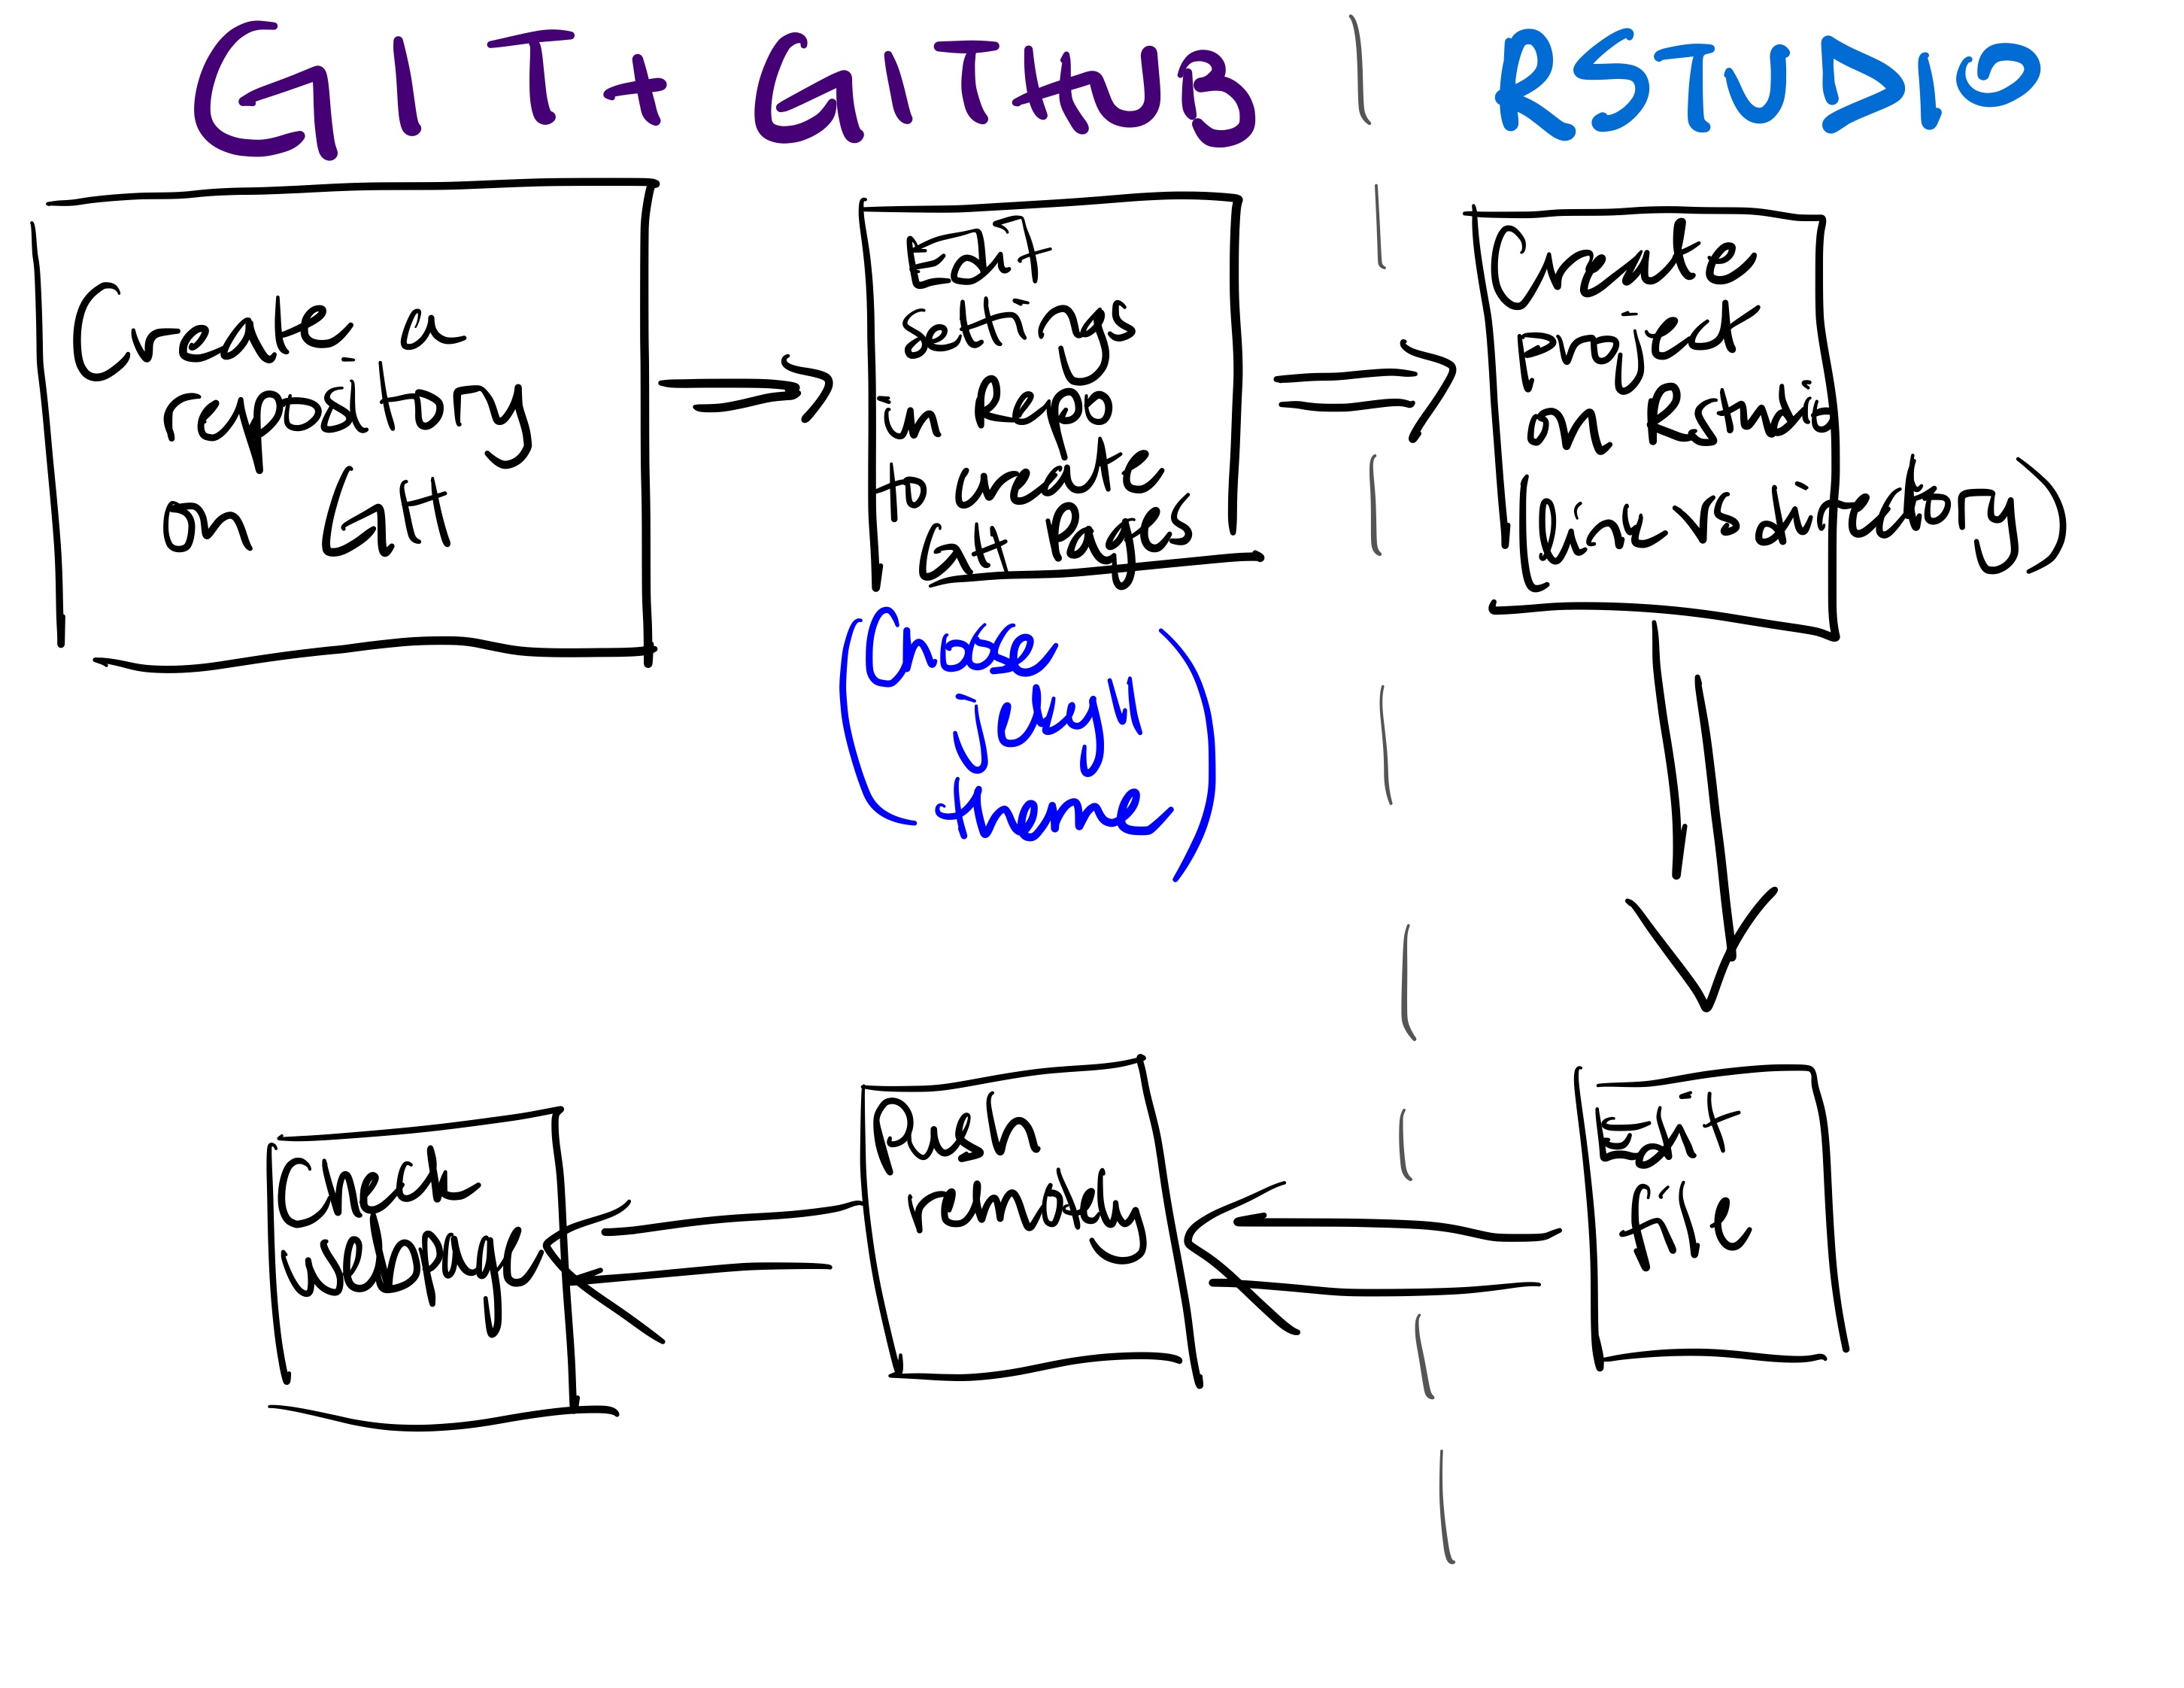 GIT + GITHUB
RSTUDIO
Create a
repository
on Git
Edit
settings
in Repo
to create
Git Pages
(Choose
jekyll
theme)
Create
project
on RStudio
(with vs directory)
Edit
file
Push
remotely
Check
webpage